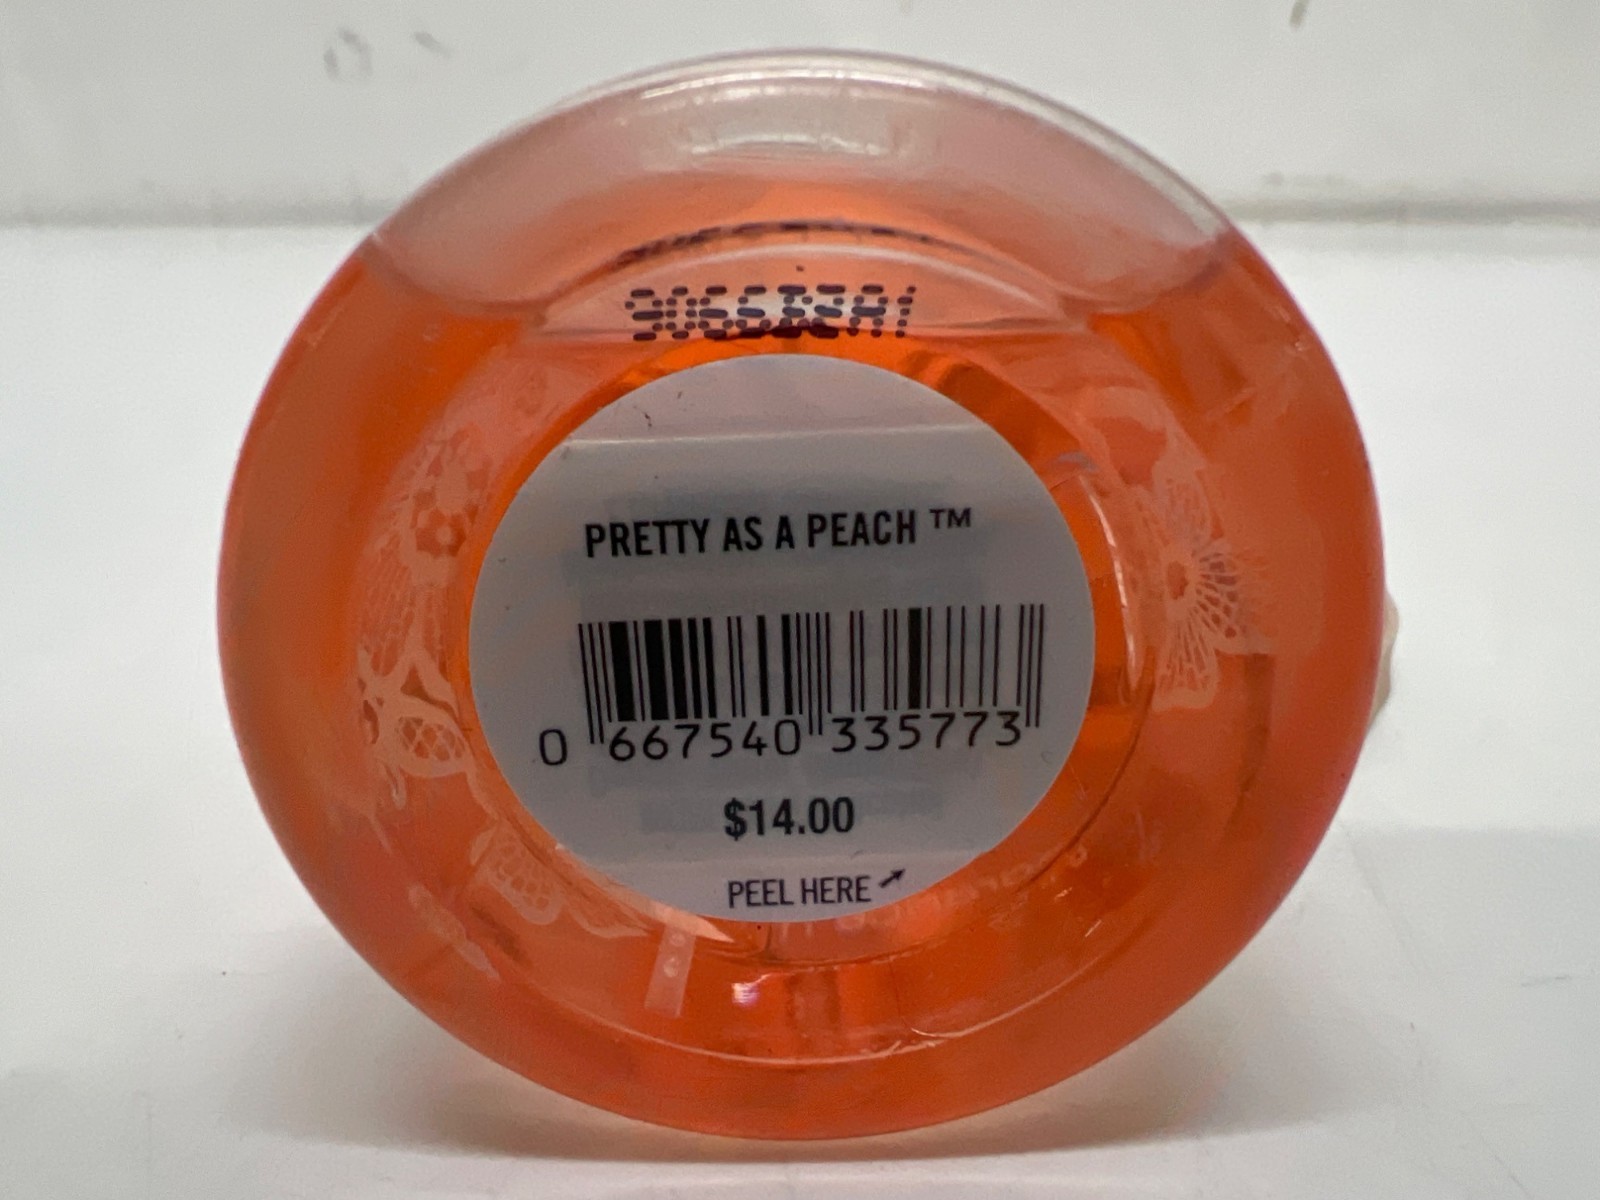 PRETTY AS A PEACH ™
0 667540 335773
$14.00
PEEL HERE